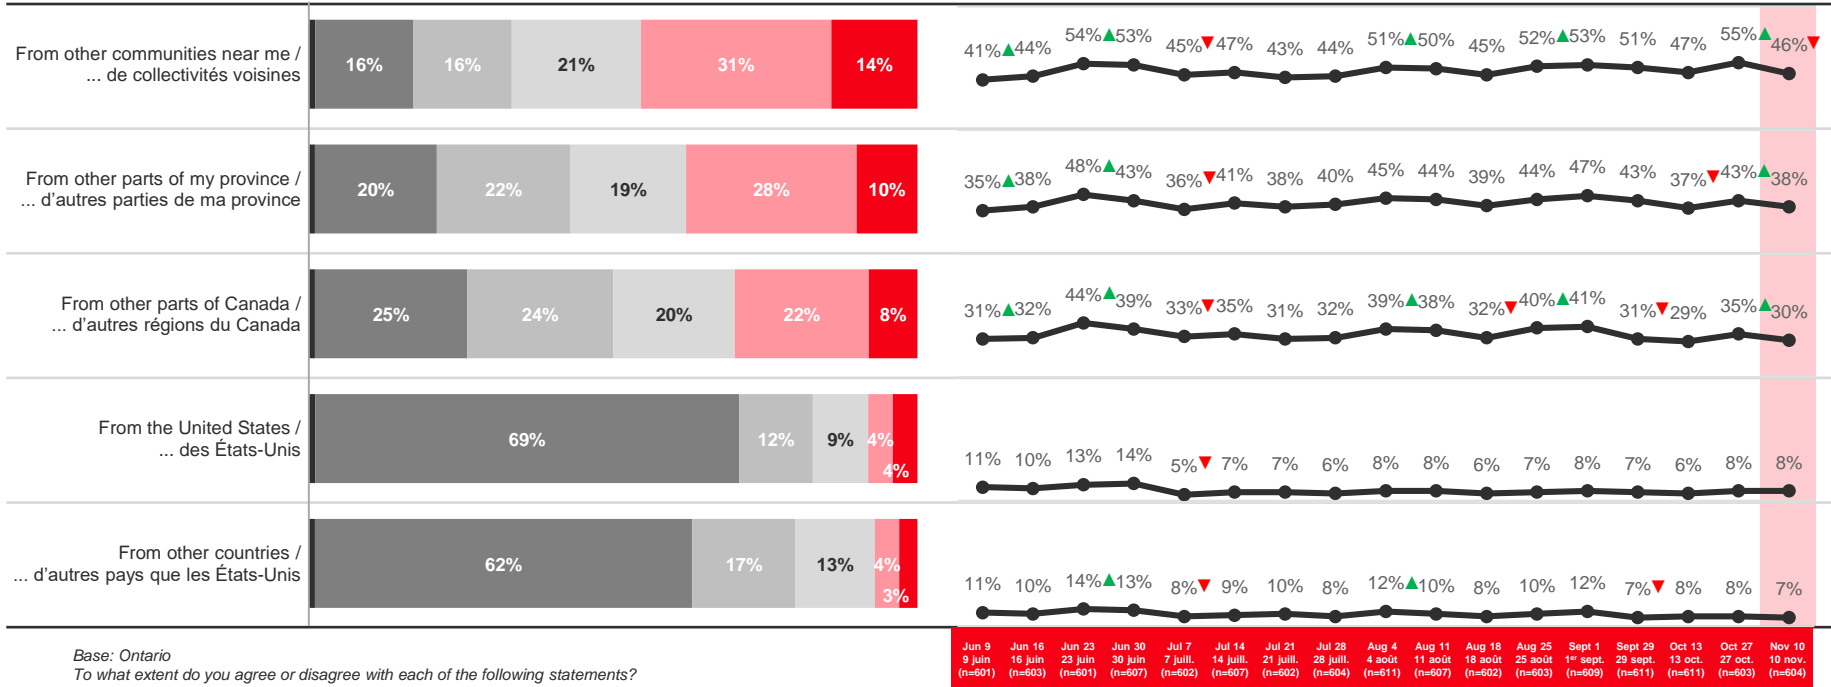 From other communities near me /
... de collectivités voisines
16% 16% 21% 31% 14%
41% 44% 54% 53% 45% 47% 43% 44% 51% 50% 45% 52% 53% 51% 47% 55% 46%
From other parts of my province /
... d'autres parties de ma province
20% 22% 19% 28% 10%
35% 38% 48% 43% 36% 41% 38% 40% 45% 44% 39% 44% 47% 43% 37% 43% 38%
From other parts of Canada /
... d'autres régions du Canada
25% 24% 20% 22% 8%
31% 32% 44% 39% 33% 35% 31% 32% 39% 38% 32% 40% 41% 31% 29% 35% 30%
From the United States /
... des États-Unis
69% 12% 9% 4% 4%
11% 10% 13% 14% 5% 7% 7% 6% 8% 8% 6% 7% 8% 7% 6% 8% 8%
From other countries /
... d'autres pays que les États-Unis
62% 17% 13% 4% 3%
11% 10% 14% 13% 8% 9% 10% 8% 12% 10% 8% 10% 12% 7% 8% 8% 7%
Jun 9 Jun 16 Jun 23 Jun 30 Jul 7 Jul 14 Jul 21 Jul 28 Aug 4 Aug 11 Aug 18 Aug 25 Sept 1 Sept 29 Oct 13 Oct 27 Nov 10
9 juin 16 juin 23 juin 30 juin 7 juill. 14 juill. 21 juill. 28 juill. 4 août 11 août 18 août 25 août 1er sept. 29 sept. 13 oct. 27 oct. 10 nov.
(n=601) (n=603) (n=601) (n=607) (n=602) (n=607) (n=602) (n=604) (n=611) (n=607) (n=602) (n=603) (n=609) (n=611) (n=611) (n=603) (n=604)
Base: Ontario
To what extent do you agree or disagree with each of the following statements?